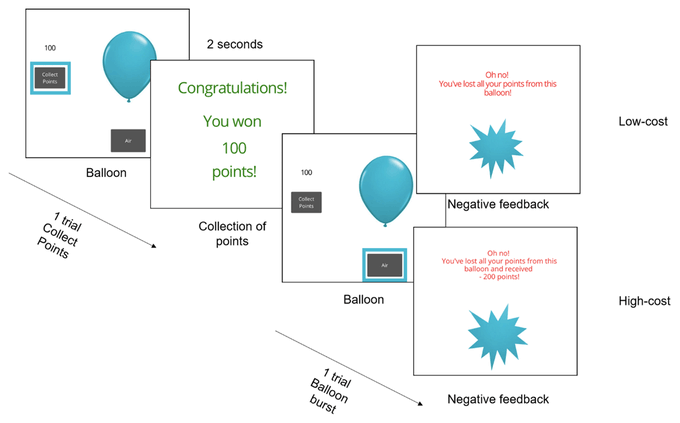 100
Collect
Points
Air
Balloon
2 seconds
Congratulations!
You won
100
points!
Collection of
points
1 trial
Collect
Points
100
Collect
Points
Air
Balloon
1 trial
Balloon
burst
Oh no!
You've lost all your points from this
balloon!
Negative feedback
Low-cost
Oh no!
You've lost all your points from this
balloon and received
- 200 points!
Negative feedback
High-cost